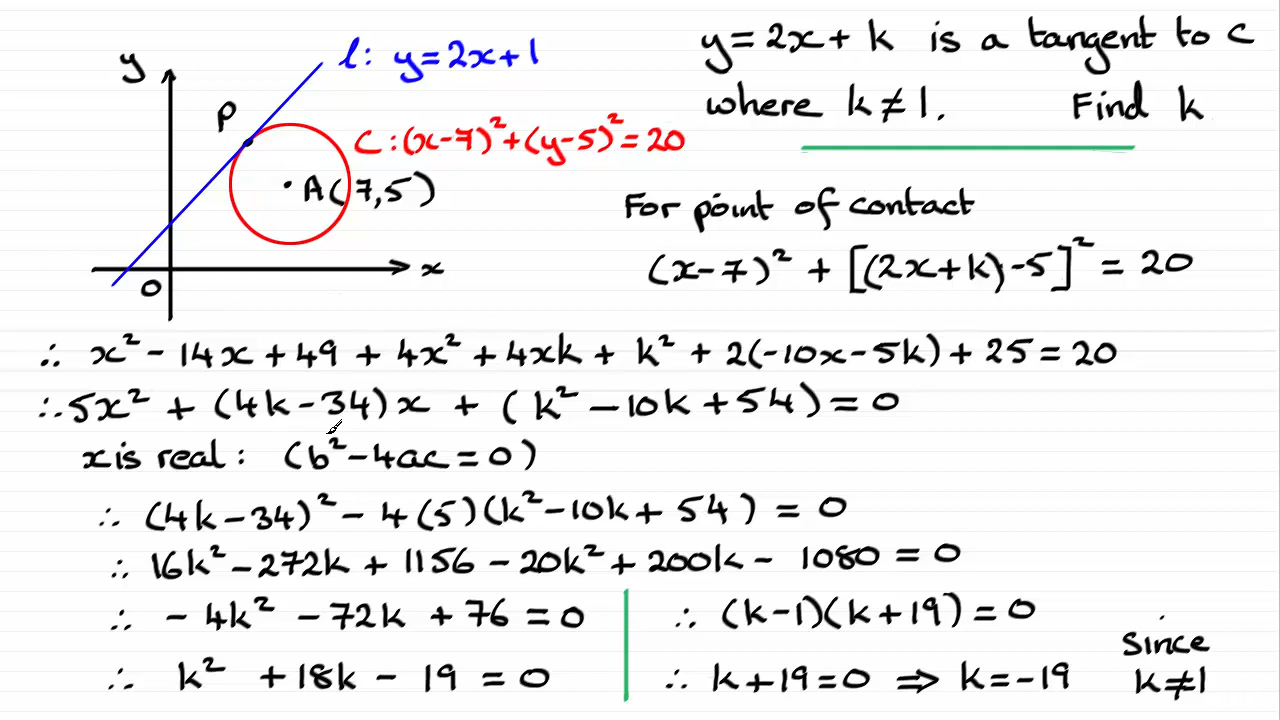 y
l: y=2x+1
P
C:(x-7)²+(y-5)²=20
A(7,5)
x
O
y=2x+k is a tangent to C
where k≠1. Find k
For point of contact
(x-7)² + [(2x+k)-5]² = 20
∴ x² - 14x + 49 + 4x² + 4xk + k² + 2(-10x-5k) + 25 = 20
∴ 5x² + (4k-34)x + (k² - 10k + 54) = 0
x is real: (b²-4ac=0)
∴ (4k-34)² - 4(5)(k²-10k+54) = 0
∴ 16k² - 272k + 1156 - 20k² + 200k - 1080 = 0
∴ -4k² - 72k + 76 = 0
∴ k² + 18k - 19 = 0
∴ (k-1)(k+19) = 0
∴ k+19=0 ⇒ k=-19
Since
k≠1